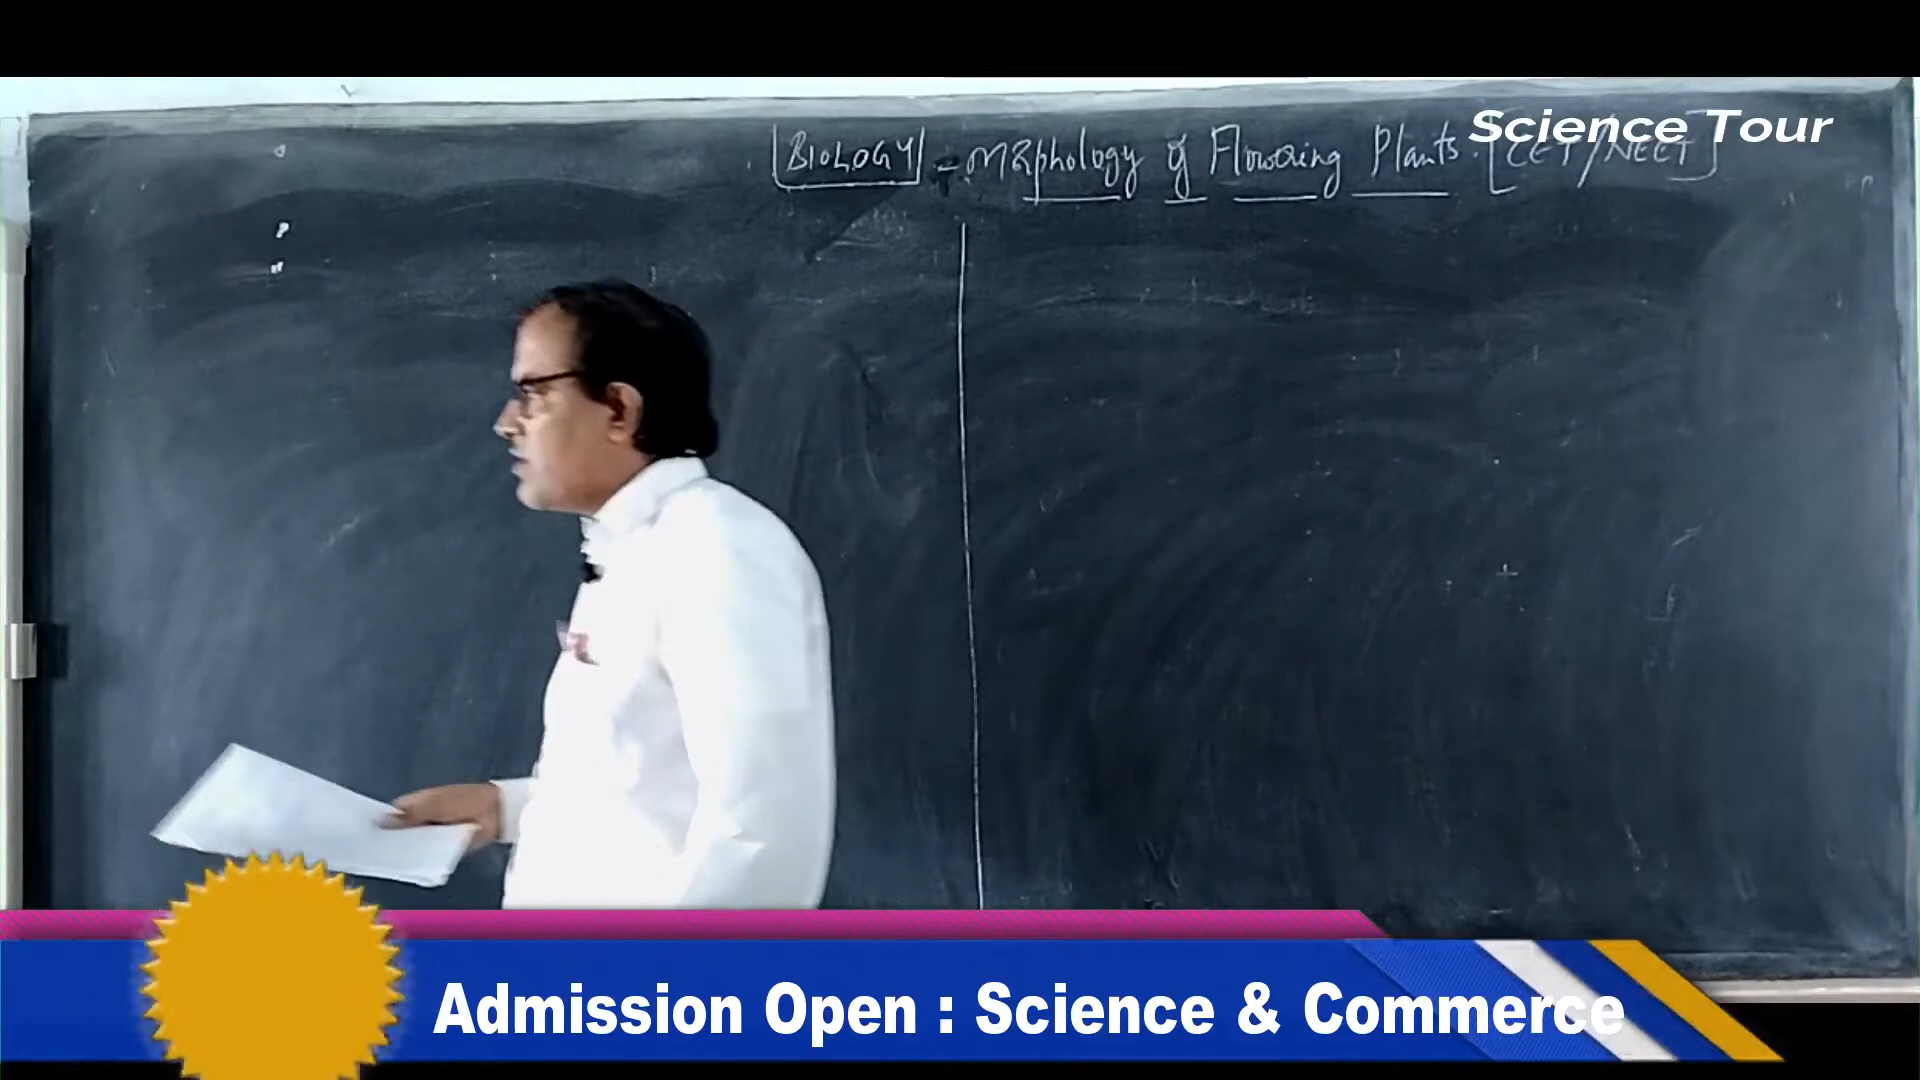 Science Tour
BIOLOGY - Morphology of Flowering Plants. [CET/NEET]
Admission Open : Science & Commerce